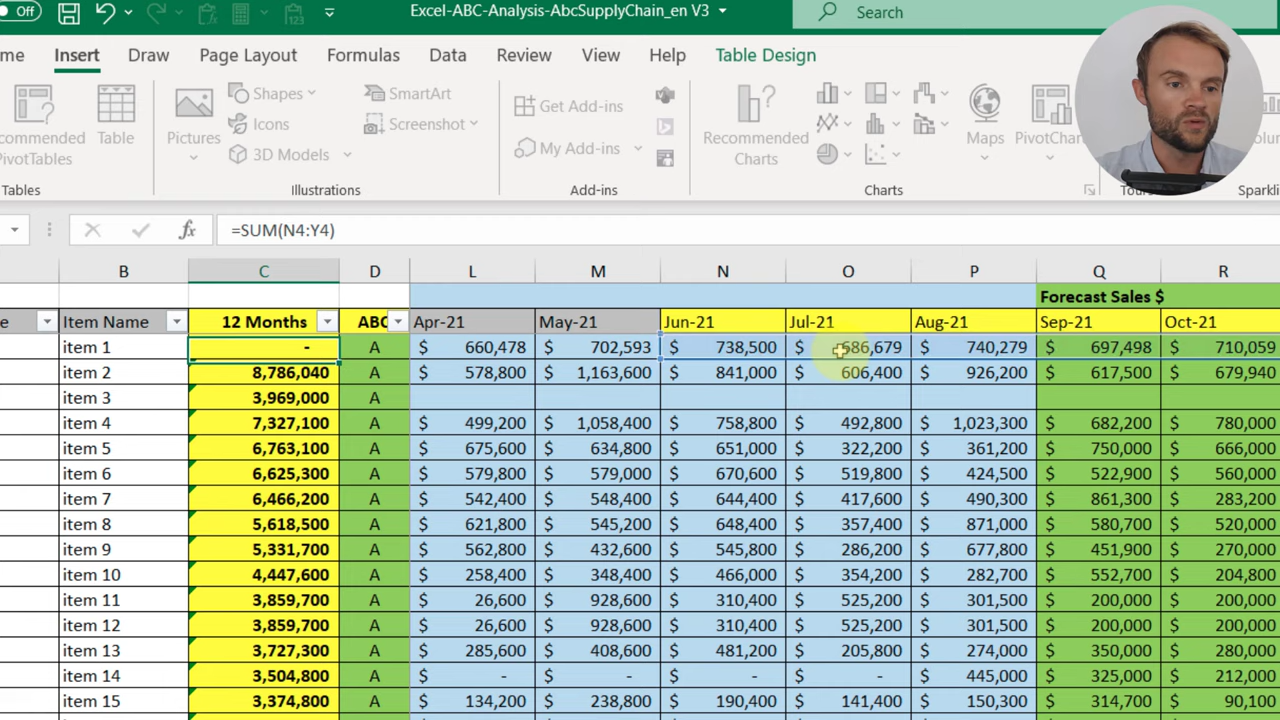 Off
Excel-ABC-Analysis-AbcSupplyChain_en V3
Search
me Insert Draw Page Layout Formulas Data Review View Help Table Design
commended PivotTables
Table
Tables
Pictures
Shapes
Icons
3D Models
SmartArt
Screenshot
Illustrations
Get Add-ins
My Add-ins
Add-ins
Recommended Charts
Maps
PivotChar
Charts
Tours
Sparkli
fx =SUM(N4:Y4)
B C D L M N O P Q R
Forecast Sales $
e Item Name 12 Months ABC Apr-21 May-21 Jun-21 Jul-21 Aug-21 Sep-21 Oct-21
item 1 - A $ 660,478 $ 702,593 $ 738,500 $ 686,679 $ 740,279 $ 697,498 $ 710,059
item 2 8,786,040 A $ 578,800 $ 1,163,600 $ 841,000 $ 606,400 $ 926,200 $ 617,500 $ 679,940
item 3 3,969,000 A
item 4 7,327,100 A $ 499,200 $ 1,058,400 $ 758,800 $ 492,800 $ 1,023,300 $ 682,200 $ 780,000
item 5 6,763,100 A $ 675,600 $ 634,800 $ 651,000 $ 322,200 $ 361,200 $ 750,000 $ 666,000
item 6 6,625,300 A $ 579,800 $ 579,000 $ 670,600 $ 519,800 $ 424,500 $ 522,900 $ 560,000
item 7 6,466,200 A $ 542,400 $ 548,400 $ 644,400 $ 417,600 $ 490,300 $ 861,300 $ 283,200
item 8 5,618,500 A $ 621,800 $ 545,200 $ 648,400 $ 357,400 $ 871,000 $ 580,700 $ 520,000
item 9 5,331,700 A $ 562,800 $ 432,600 $ 545,800 $ 286,200 $ 677,800 $ 451,900 $ 270,000
item 10 4,447,600 A $ 258,400 $ 348,400 $ 466,000 $ 354,200 $ 282,700 $ 552,700 $ 204,800
item 11 3,859,700 A $ 26,600 $ 928,600 $ 310,400 $ 525,200 $ 301,500 $ 200,000 $ 200,000
item 12 3,859,700 A $ 26,600 $ 928,600 $ 310,400 $ 525,200 $ 301,500 $ 200,000 $ 200,000
item 13 3,727,300 A $ 285,600 $ 408,600 $ 481,200 $ 205,800 $ 274,000 $ 350,000 $ 280,000
item 14 3,504,800 A $ - $ - $ - $ - $ 445,000 $ 325,000 $ 212,000
item 15 3,374,800 A $ 134,200 $ 238,800 $ 190,400 $ 141,400 $ 150,300 $ 314,700 $ 90,100